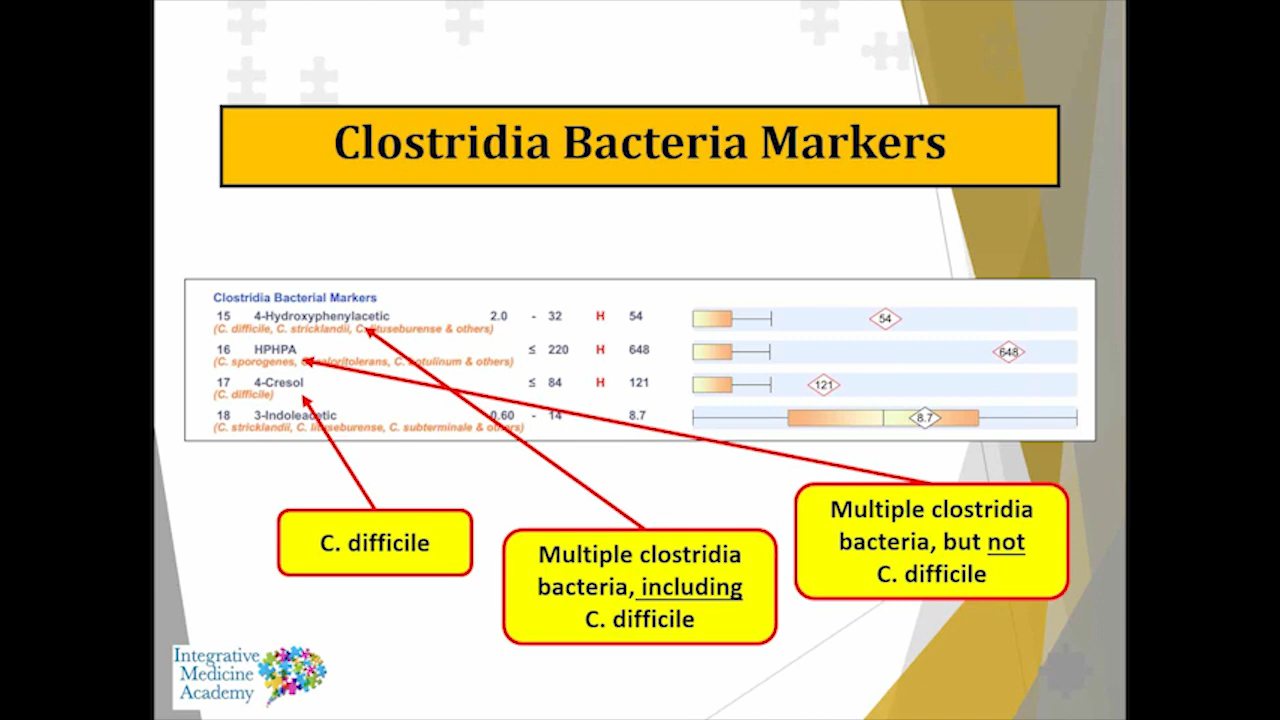 Clostridia Bacteria Markers
Clostridia Bacterial Markers
15 4-Hydroxyphenylacetic 2.0 - 32 H 54 54
(C. difficile, C. stricklandii, C. lituseburense & others)
16 HPHPA ≤ 220 H 648 648
(C. sporogenes, C. caloritolerans, C. botulinum & others)
17 4-Cresol ≤ 84 H 121 121
(C. difficile)
18 3-Indoleacetic 0.60 - 14 8.7 8.7
(C. stricklandii, C. lituseburense, C. subterminale & others)
C. difficile
Multiple clostridia
bacteria, including
C. difficile
Multiple clostridia
bacteria, but not
C. difficile
Integrative
Medicine
Academy